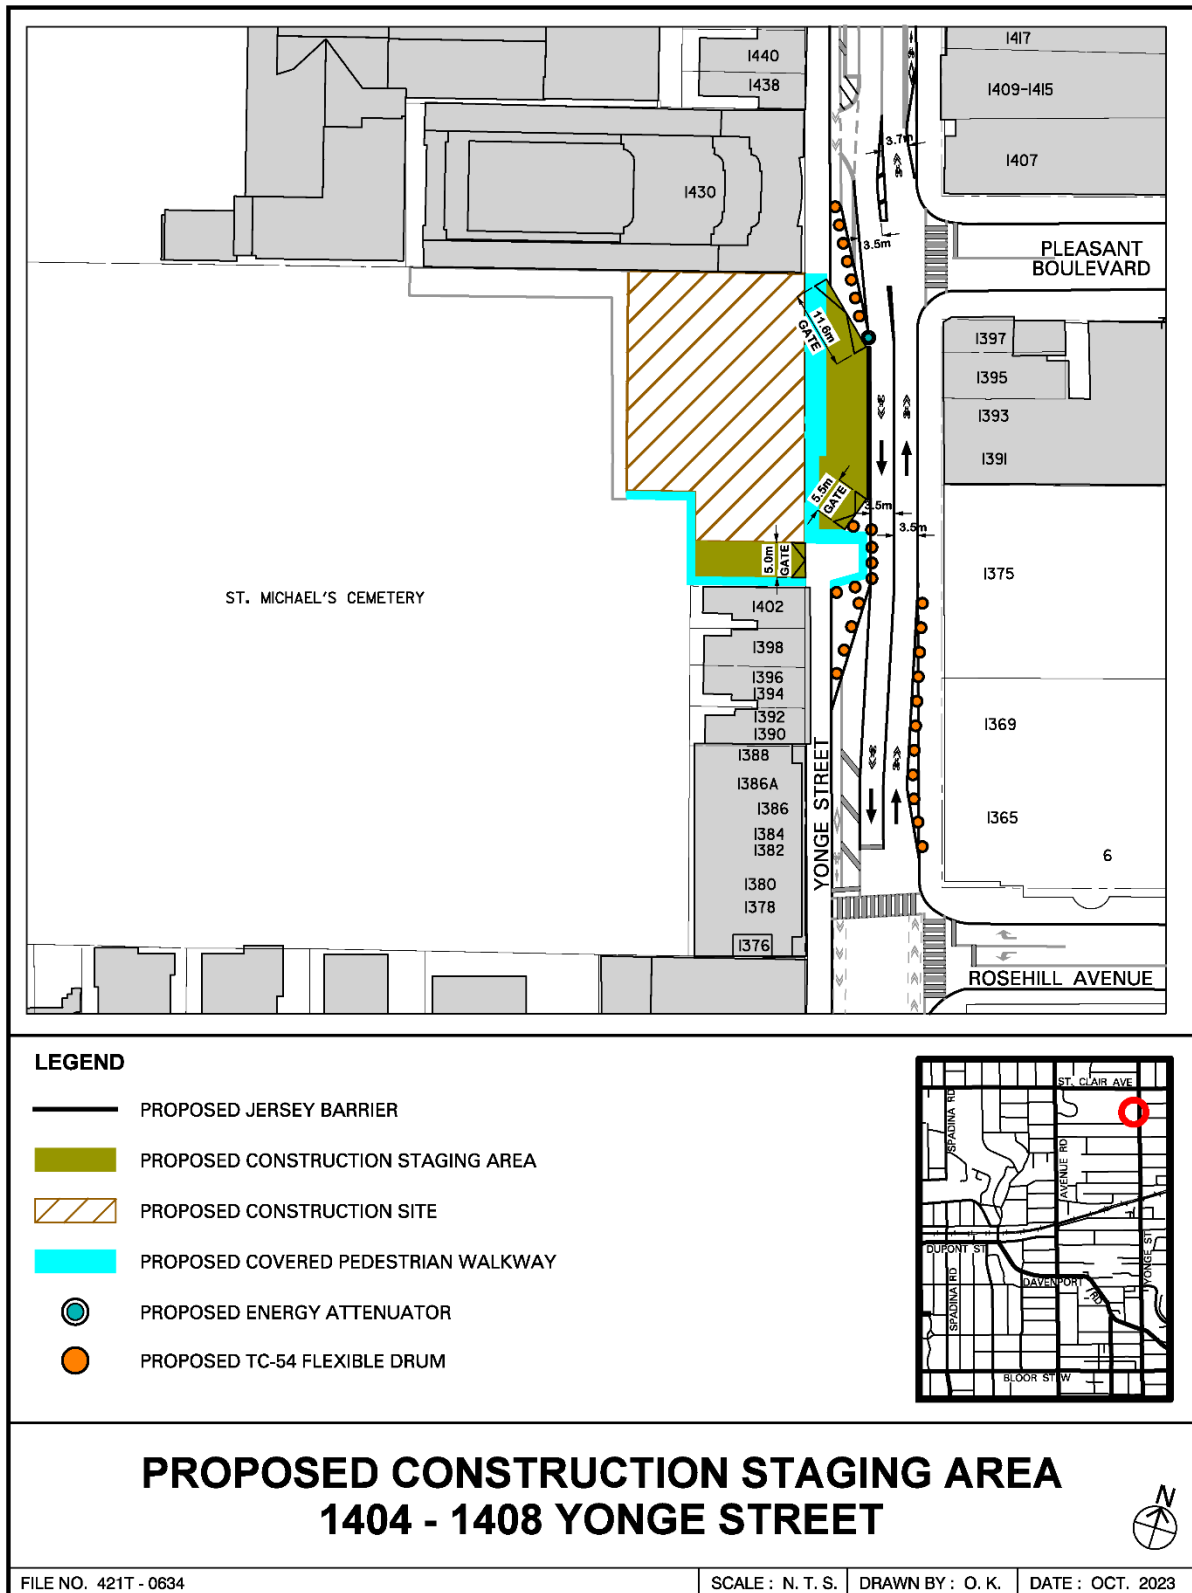 1440
1438
1430
1417
1409-1415
1407
3.7m
3.5m
PLEASANT
BOULEVARD
11.6m
GATE
1397
1395
1393
1391
5.5m
GATE
3.5m
3.5m
5.0m
GATE
1375
ST. MICHAEL'S CEMETERY
1402
1398
1396
1394
1392
1390
1388
1386A
1386
1384
1382
1380
1378
1376
YONGE STREET
1369
1365
6
ROSEHILL AVENUE
LEGEND
PROPOSED JERSEY BARRIER
PROPOSED CONSTRUCTION STAGING AREA
PROPOSED CONSTRUCTION SITE
PROPOSED COVERED PEDESTRIAN WALKWAY
PROPOSED ENERGY ATTENUATOR
PROPOSED TC-54 FLEXIBLE DRUM
ST. CLAIR AVE
SPADINA RD
AVENUE RD
YONGE ST
DUPONT ST
DAVENPORT RD
SPADINA RD
BLOOR ST W
PROPOSED CONSTRUCTION STAGING AREA
1404 - 1408 YONGE STREET
N
FILE NO. 421T - 0634
SCALE : N. T. S.
DRAWN BY : O. K.
DATE : OCT. 2023